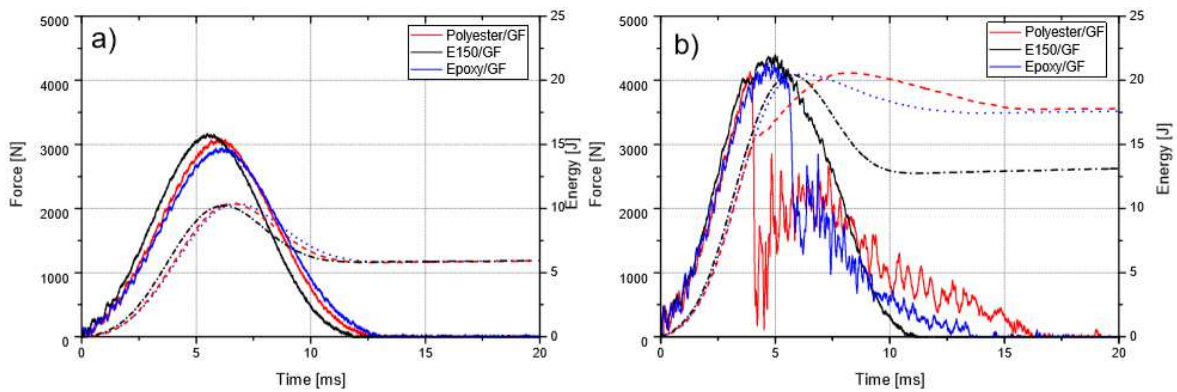 a)
Polyester/GF
E150/GF
Epoxy/GF
Force [N]
5000
4000
3000
2000
1000
0
Energy [J]
25
20
15
10
5
0
0 5 10 15 20
Time [ms]
b)
Polyester/GF
E150/GF
Epoxy/GF
Force [N]
5000
4000
3000
2000
1000
0
Energy [J]
25
20
15
10
5
0
0 5 10 15 20
Time [ms]